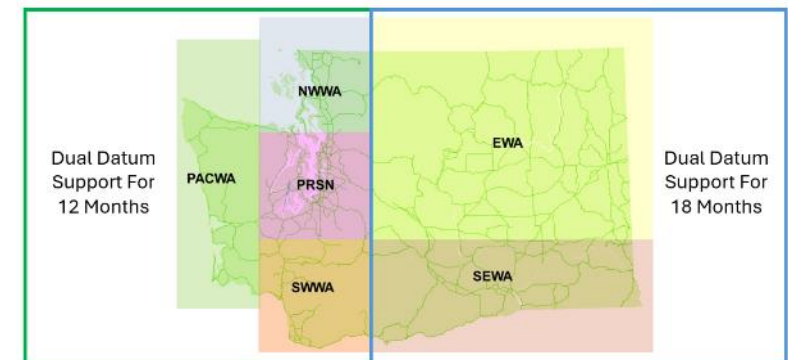 Dual Datum
Support For
12 Months
NWWA
PACWA
PRSN
SWWA
EWA
SEWA
Dual Datum
Support For
18 Months